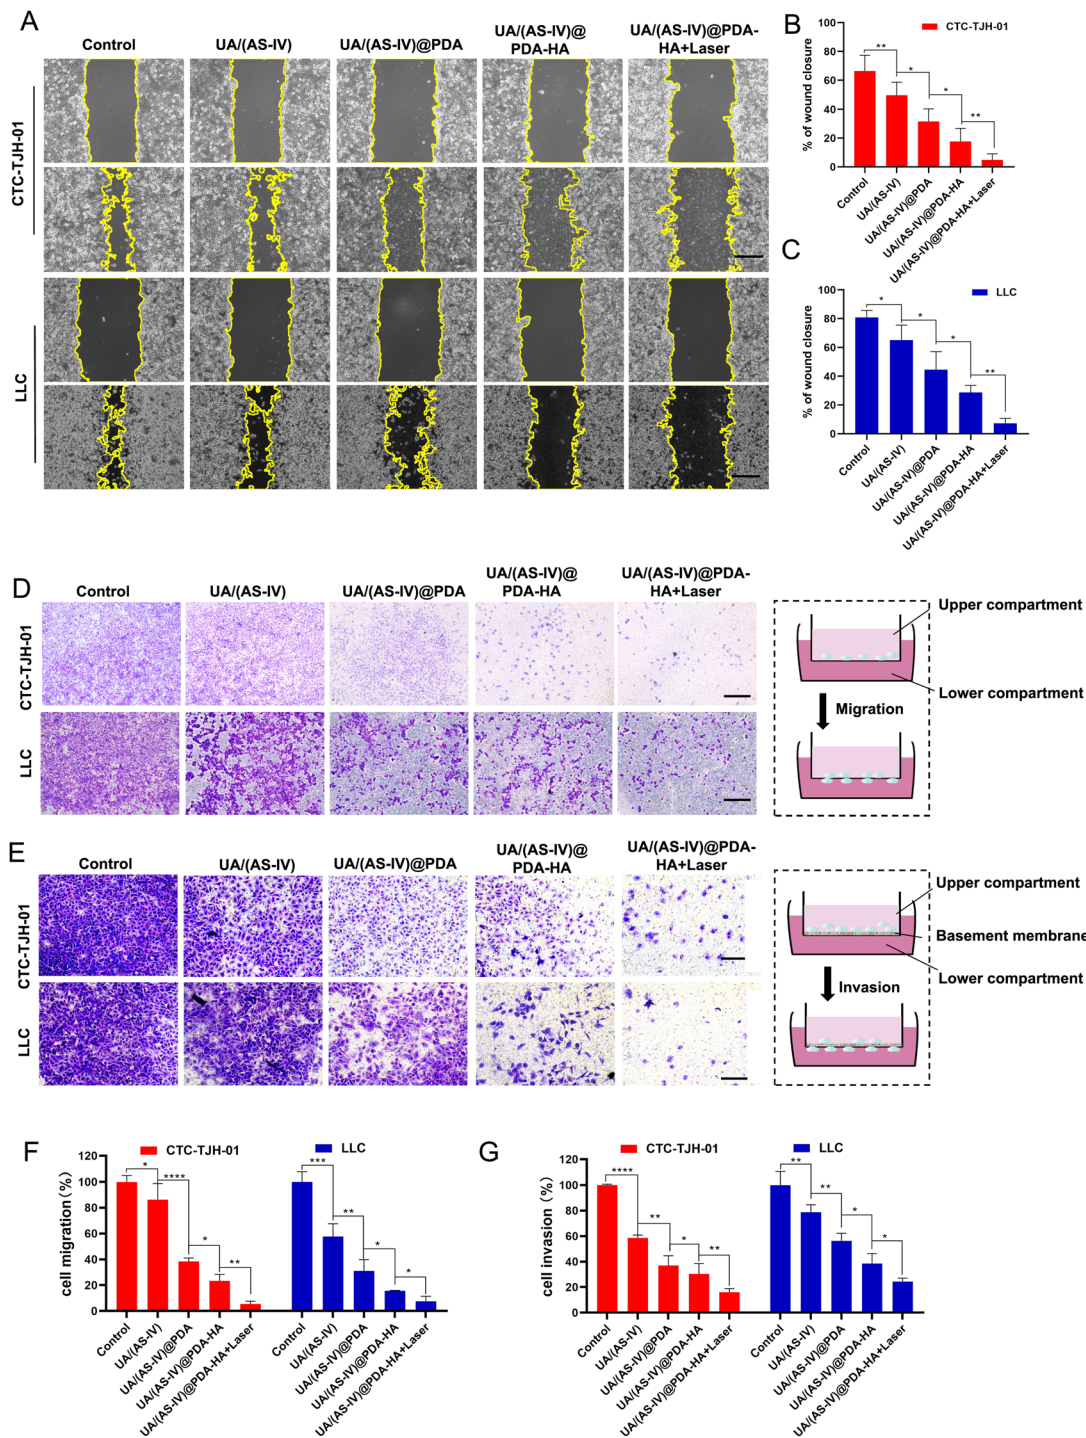 A
Control
UA/(AS-IV)
UA/(AS-IV)@PDA
UA/(AS-IV)@
PDA-HA
UA/(AS-IV)@PDA-
HA+Laser
CTC-TJH-01
LLC
B
CTC-TJH-01
% of wound closure
100
80
60
40
20
0
**
*
*
**
Control
UA/(AS-IV)
UA/(AS-IV)@PDA
UA/(AS-IV)@PDA-HA
UA/(AS-IV)@PDA-HA+Laser
C
LLC
% of wound closure
100
80
60
40
20
0
*
*
*
**
Control
UA/(AS-IV)
UA/(AS-IV)@PDA
UA/(AS-IV)@PDA-HA
UA/(AS-IV)@PDA-HA+Laser
D
Control
UA/(AS-IV)
UA/(AS-IV)@PDA
UA/(AS-IV)@
PDA-HA
UA/(AS-IV)@PDA-
HA+Laser
CTC-TJH-01
LLC
Upper compartment
Lower compartment
Migration
E
Control
UA/(AS-IV)
UA/(AS-IV)@PDA
UA/(AS-IV)@
PDA-HA
UA/(AS-IV)@PDA-
HA+Laser
CTC-TJH-01
LLC
Upper compartment
Basement membrane
Lower compartment
Invasion
F
CTC-TJH-01
LLC
cell migration (%)
120
100
80
60
40
20
0
*
****
*
**
***
**
*
*
Control
UA/(AS-IV)
UA/(AS-IV)@PDA
UA/(AS-IV)@PDA-HA
UA/(AS-IV)@PDA-HA+Laser
Control
UA/(AS-IV)
UA/(AS-IV)@PDA
UA/(AS-IV)@PDA-HA
UA/(AS-IV)@PDA-HA+Laser
G
CTC-TJH-01
LLC
cell invasion (%)
120
100
80
60
40
20
0
****
**
*
**
**
**
*
*
Control
UA/(AS-IV)
UA/(AS-IV)@PDA
UA/(AS-IV)@PDA-HA
UA/(AS-IV)@PDA-HA+Laser
Control
UA/(AS-IV)
UA/(AS-IV)@PDA
UA/(AS-IV)@PDA-HA
UA/(AS-IV)@PDA-HA+Laser